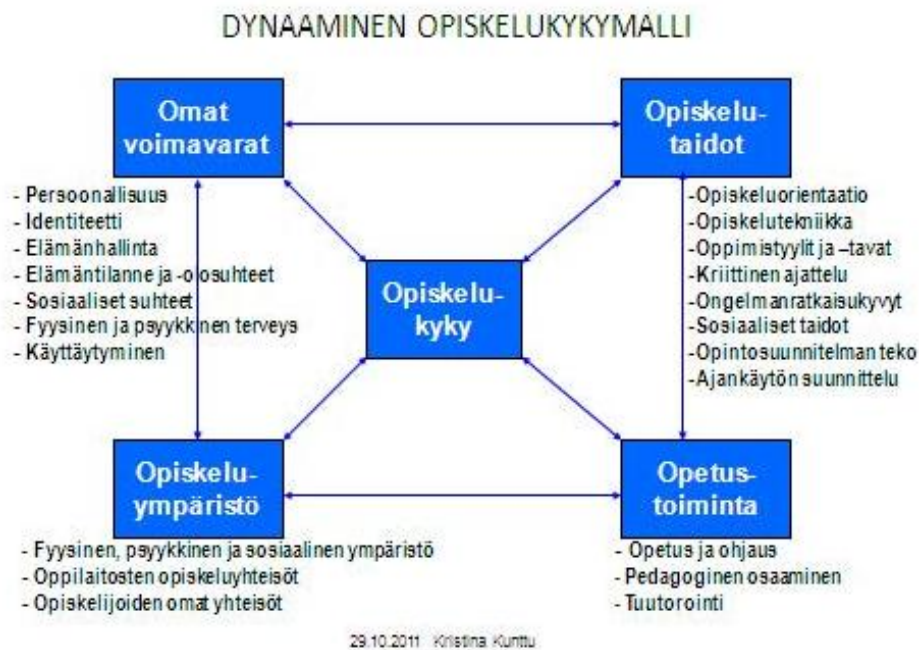 DYNAAMINEN OPISKELUKYKYMALLI
Omat
voimavarat
- Persoonallisuus
- Identiteetti
- Elämänhallinta
- Elämäntilanne ja -olosuhteet
- Sosiaaliset suhteet
- Fyysinen ja psyykkinen terveys
- Käyttäytyminen
Opiskelu-
taidot
-Opiskeluorientaatio
-Opiskelutekniikka
-Oppimistyylit ja –tavat
-Kriittinen ajattelu
-Ongelmanratkaisukyvyt
-Sosiaaliset taidot
-Opintosuunnitelman teko
-Ajankäytön suunnittelu
Opiskelu-
kyky
Opiskelu-
ympäristö
- Fyysinen, psyykkinen ja sosiaalinen ympäristö
- Oppilaitosten opiskeluyhteisöt
- Opiskelijoiden omat yhteisöt
Opetus-
toiminta
- Opetus ja ohjaus
- Pedagoginen osaaminen
- Tuutorointi
29.10.2011 Kristina Kunttu